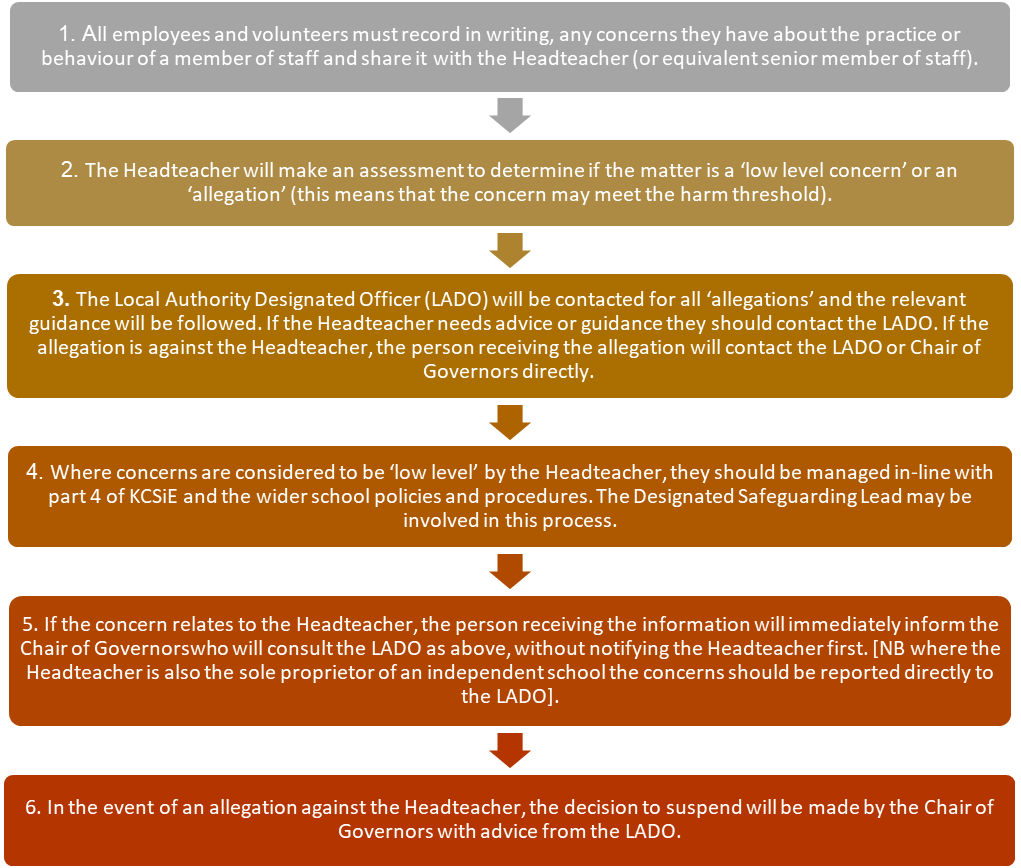 1. All employees and volunteers must record in writing, any concerns they have about the practice or
behaviour of a member of staff and share it with the Headteacher (or equivalent senior member of staff).
2. The Headteacher will make an assessment to determine if the matter is a ‘low level concern’ or an
‘allegation’ (this means that the concern may meet the harm threshold).
3. The Local Authority Designated Officer (LADO) will be contacted for all ‘allegations’ and the relevant
guidance will be followed. If the Headteacher needs advice or guidance they should contact the LADO. If the
allegation is against the Headteacher, the person receiving the allegation will contact the LADO or Chair of
Governors directly.
4. Where concerns are considered to be ‘low level’ by the Headteacher, they should be managed in-line with
part 4 of KCSiE and the wider school policies and procedures. The Designated Safeguarding Lead may be
involved in this process.
5. If the concern relates to the Headteacher, the person receiving the information will immediately inform the
Chair of Governorswho will consult the LADO as above, without notifying the Headteacher first. [NB where the
Headteacher is also the sole proprietor of an independent school the concerns should be reported directly to
the LADO].
6. In the event of an allegation against the Headteacher, the decision to suspend will be made by the Chair of
Governors with advice from the LADO.